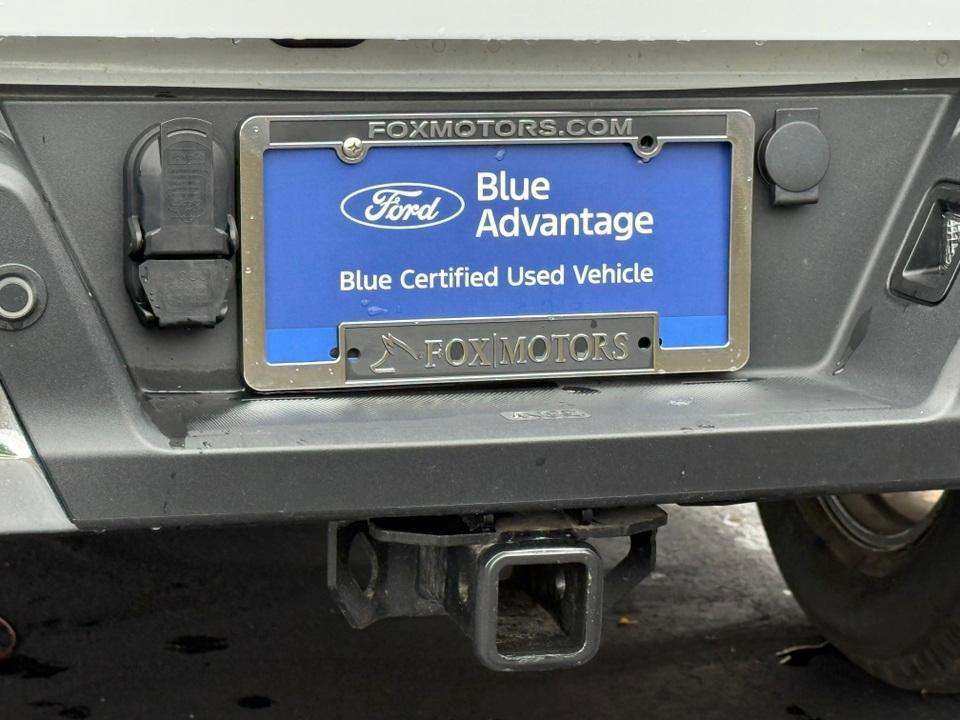 FOXMOTORS.COM
Ford
Blue
Advantage
Blue Certified Used Vehicle
FOX MOTORS